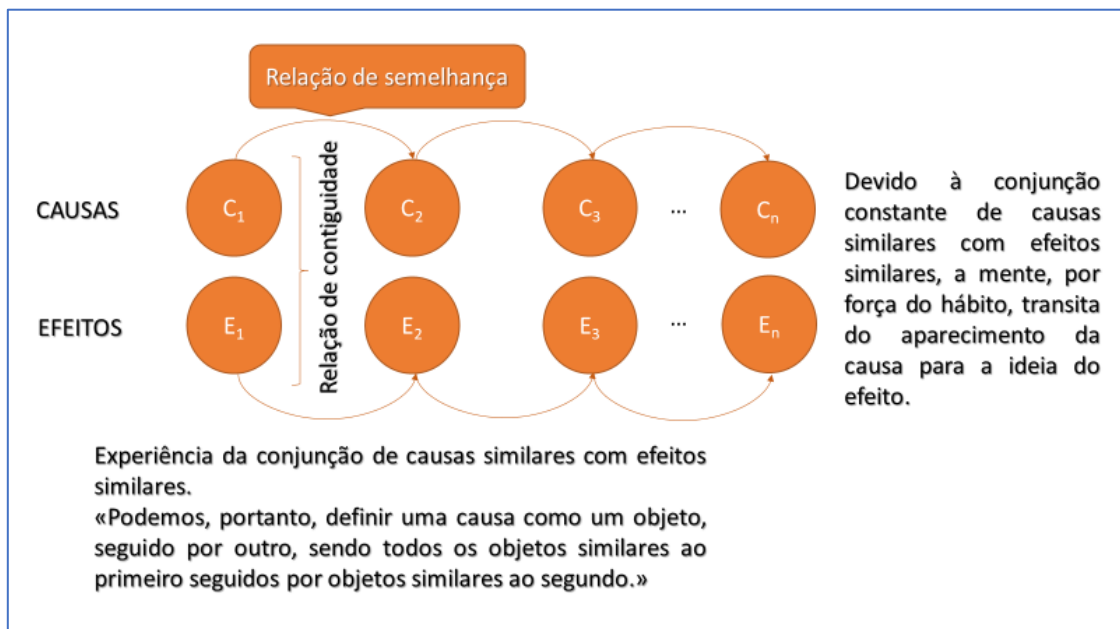 Relação de semelhança
Relação de contiguidade
CAUSAS
C1
C2
C3
...
Cn
EFEITOS
E1
E2
E3
...
En
Devido à conjunção
constante de causas
similares com efeitos
similares, a mente, por
força do hábito, transita
do aparecimento da
causa para a ideia do
efeito.
Experiência da conjunção de causas similares com efeitos
similares.
«Podemos, portanto, definir uma causa como um objeto,
seguido por outro, sendo todos os objetos similares ao
primeiro seguidos por objetos similares ao segundo.»